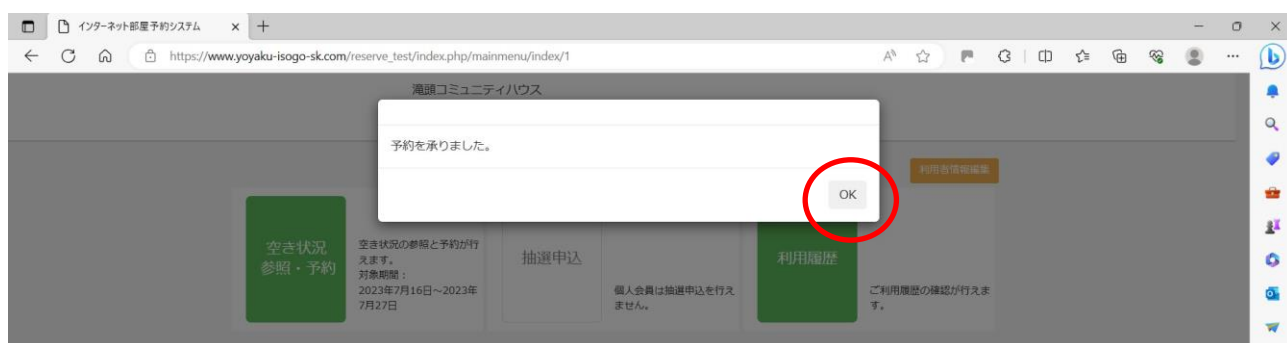 インターネット部屋予約システム
https://www.yoyaku-isogo-sk.com/reserve_test/index.php/mainmenu/index/1
滝頭コミュニティハウス
予約を承りました。
OK
利用者情報編集
空き状況
参照・予約
空き状況の参照と予約が行
えます。
対象期間：
2023年7月16日～2023年
7月27日
抽選申込
個人会員は抽選申込を行え
ません。
利用履歴
ご利用履歴の確認が行えま
す。